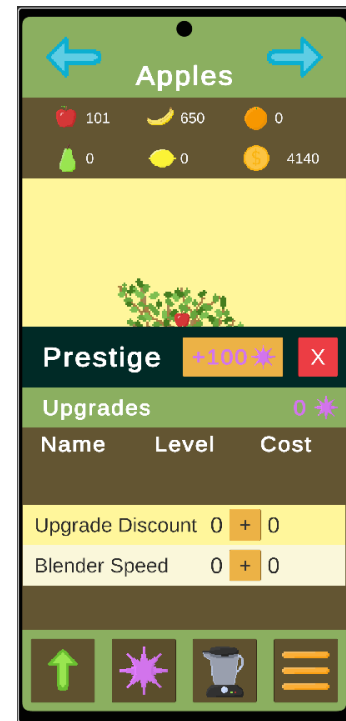 Apples
101 650 0
0 0 4140
Prestige +100 X
Upgrades 0
Name Level Cost
Upgrade Discount 0 + 0
Blender Speed 0 + 0